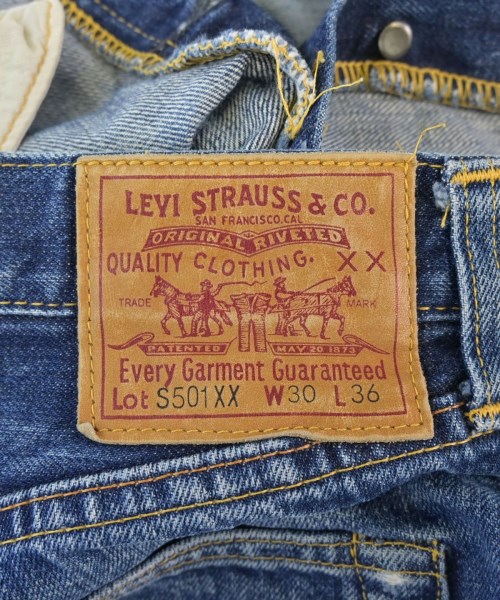 LEVI STRAUSS & CO.
SAN FRANCISCO, CAL
ORIGINAL RIVETED
QUALITY CLOTHING. XX
TRADE MARK
PATENTED MAY 20 1873
Every Garment Guaranteed
Lot S501XX W30 L36